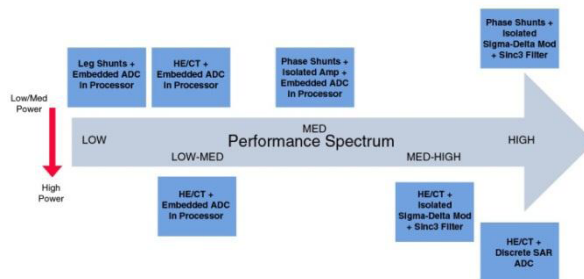 Leg Shunts +
Embedded ADC
in Processor
HE/CT +
Embedded ADC
in Processor
Phase Shunts +
Isolated Amp +
Embedded ADC
in Processor
Phase Shunts +
Isolated
Sigma-Delta Mod
+ Sinc3 Filter
Low/Med
Power
High
Power
LOW
LOW-MED
MED
Performance Spectrum
MED-HIGH
HIGH
HE/CT +
Embedded ADC
in Processor
HE/CT +
Isolated
Sigma-Delta Mod
+ Sinc3 Filter
HE/CT +
Discrete SAR
ADC